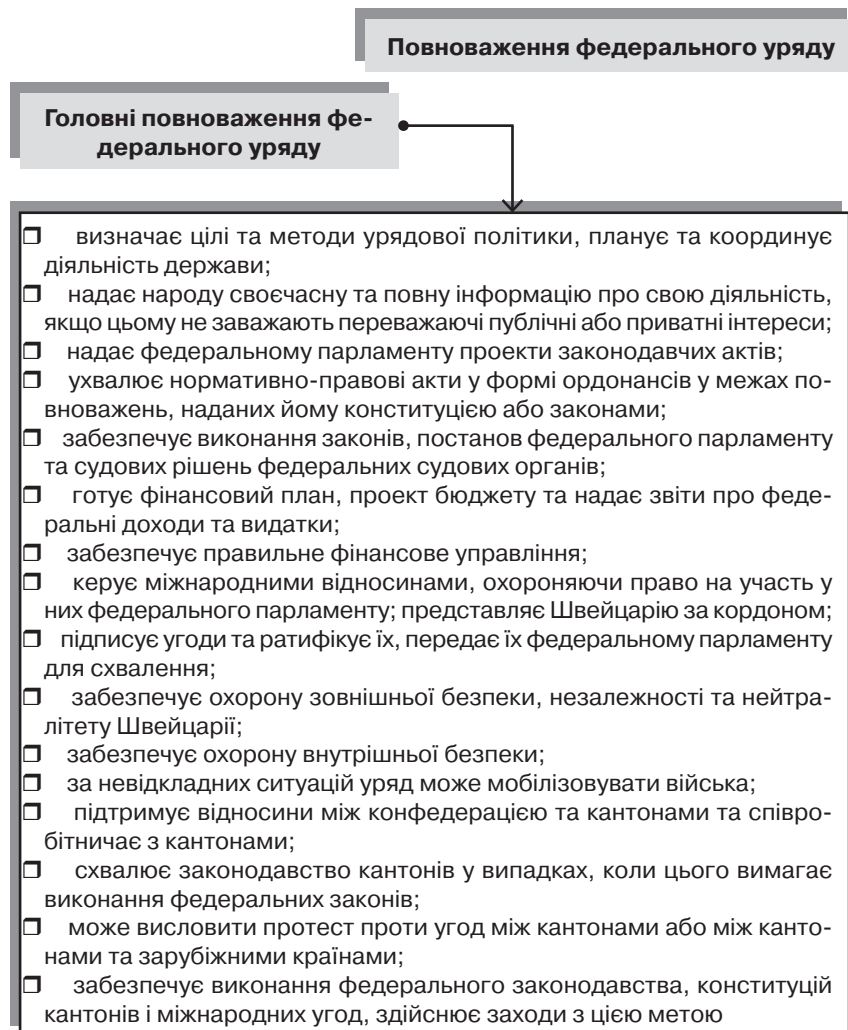 Повноваження федерального уряду
Головні повноваження фе-
дерального уряду
❒ визначає цілі та методи урядової політики, планує та координує
діяльність держави;
❒ надає народу своєчасну та повну інформацію про свою діяльність,
якщо цьому не заважають переважаючі публічні або приватні інтереси;
❒ надає федеральному парламенту проекти законодавчих актів;
❒ ухвалює нормативно-правові акти у формі ордонансів у межах по-
вноважень, наданих йому конституцією або законами;
❒ забезпечує виконання законів, постанов федерального парламенту
та судових рішень федеральних судових органів;
❒ готує фінансовий план, проект бюджету та надає звіти про феде-
ральні доходи та видатки;
❒ забезпечує правильне фінансове управління;
❒ керує міжнародними відносинами, охороняючи право на участь у
них федерального парламенту; представляє Швейцарію за кордоном;
❒ підписує угоди та ратифікує їх, передає їх федеральному парламенту
для схвалення;
❒ забезпечує охорону зовнішньої безпеки, незалежності та нейтра-
літету Швейцарії;
❒ забезпечує охорону внутрішньої безпеки;
❒ за невідкладних ситуацій уряд може мобілізовувати війська;
❒ підтримує відносини між конфедерацією та кантонами та співро-
бітничає з кантонами;
❒ схвалює законодавство кантонів у випадках, коли цього вимагає
виконання федеральних законів;
❒ може висловити протест проти угод між кантонами або між канто-
нами та зарубіжними країнами;
❒ забезпечує виконання федерального законодавства, конституцій
кантонів і міжнародних угод, здійснює заходи з цією метою